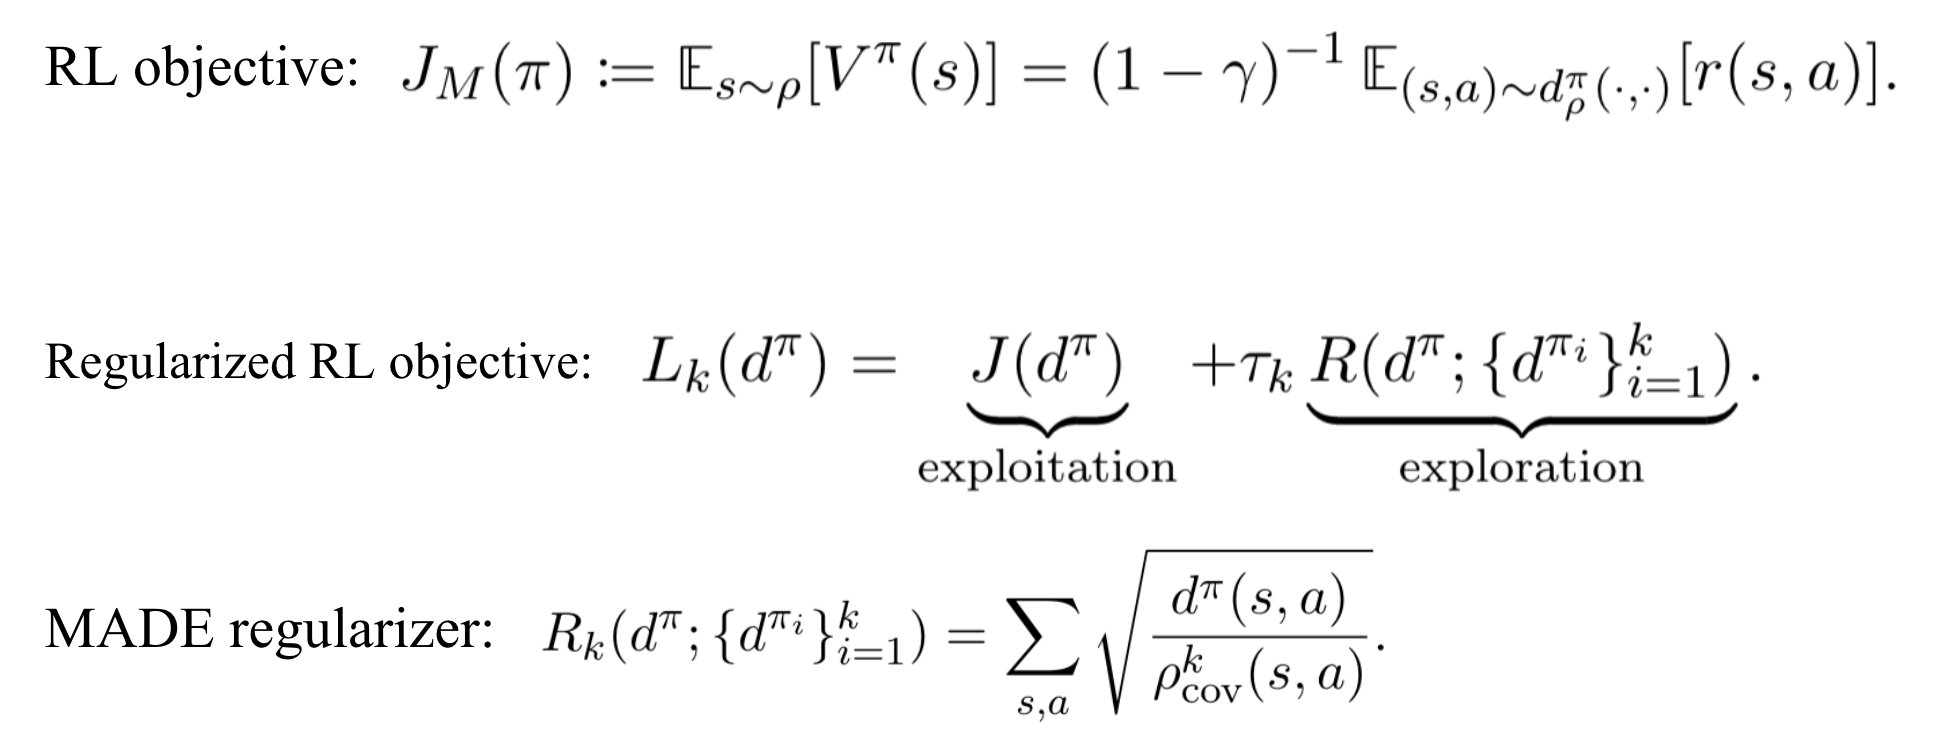 RL objective: $J_M(\pi) := \mathbb{E}_{s\sim\rho}[V^\pi(s)] = (1-\gamma)^{-1}\,\mathbb{E}_{(s,a)\sim d^\pi_\rho(\cdot,\cdot)}[r(s,a)].$
Regularized RL objective: $L_k(d^\pi) = \underbrace{J(d^\pi)}_{\text{exploitation}} + \tau_k \underbrace{R(d^\pi; \{d^{\pi_i}\}_{i=1}^k)}_{\text{exploration}}.$
MADE regularizer: $R_k(d^\pi; \{d^{\pi_i}\}_{i=1}^k) = \sum_{s,a} \sqrt{\frac{d^\pi(s,a)}{\rho^k_{\text{cov}}(s,a)}}.$